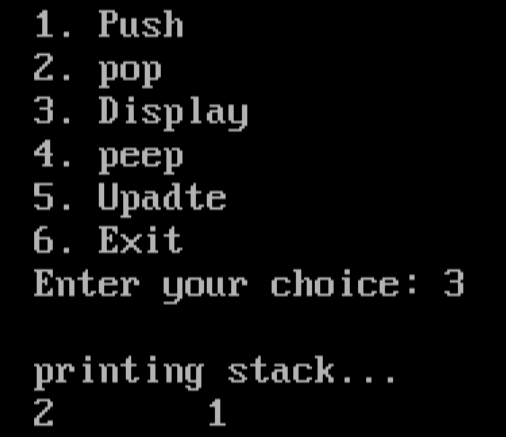 1. Push
2. pop
3. Display
4. peep
5. Upadte
6. Exit
Enter your choice: 3
printing stack...
2 1